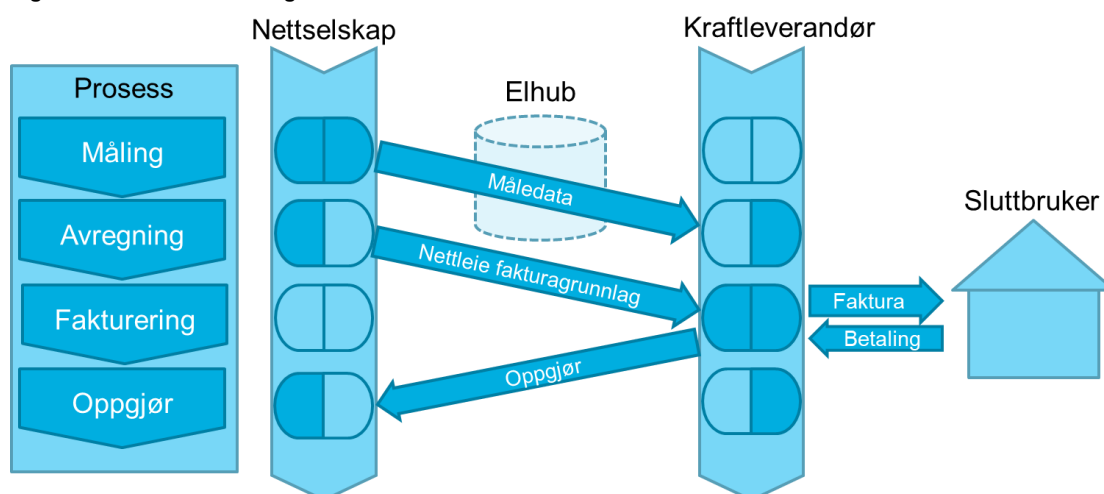 Nettselskap
Kraftleverandør
Prosess
Elhub
Måling
Måledata
Sluttbruker
Avregning
Nettleie fakturagrunnlag
Faktura
Fakturering
Betaling
Oppgjør
Oppgjør